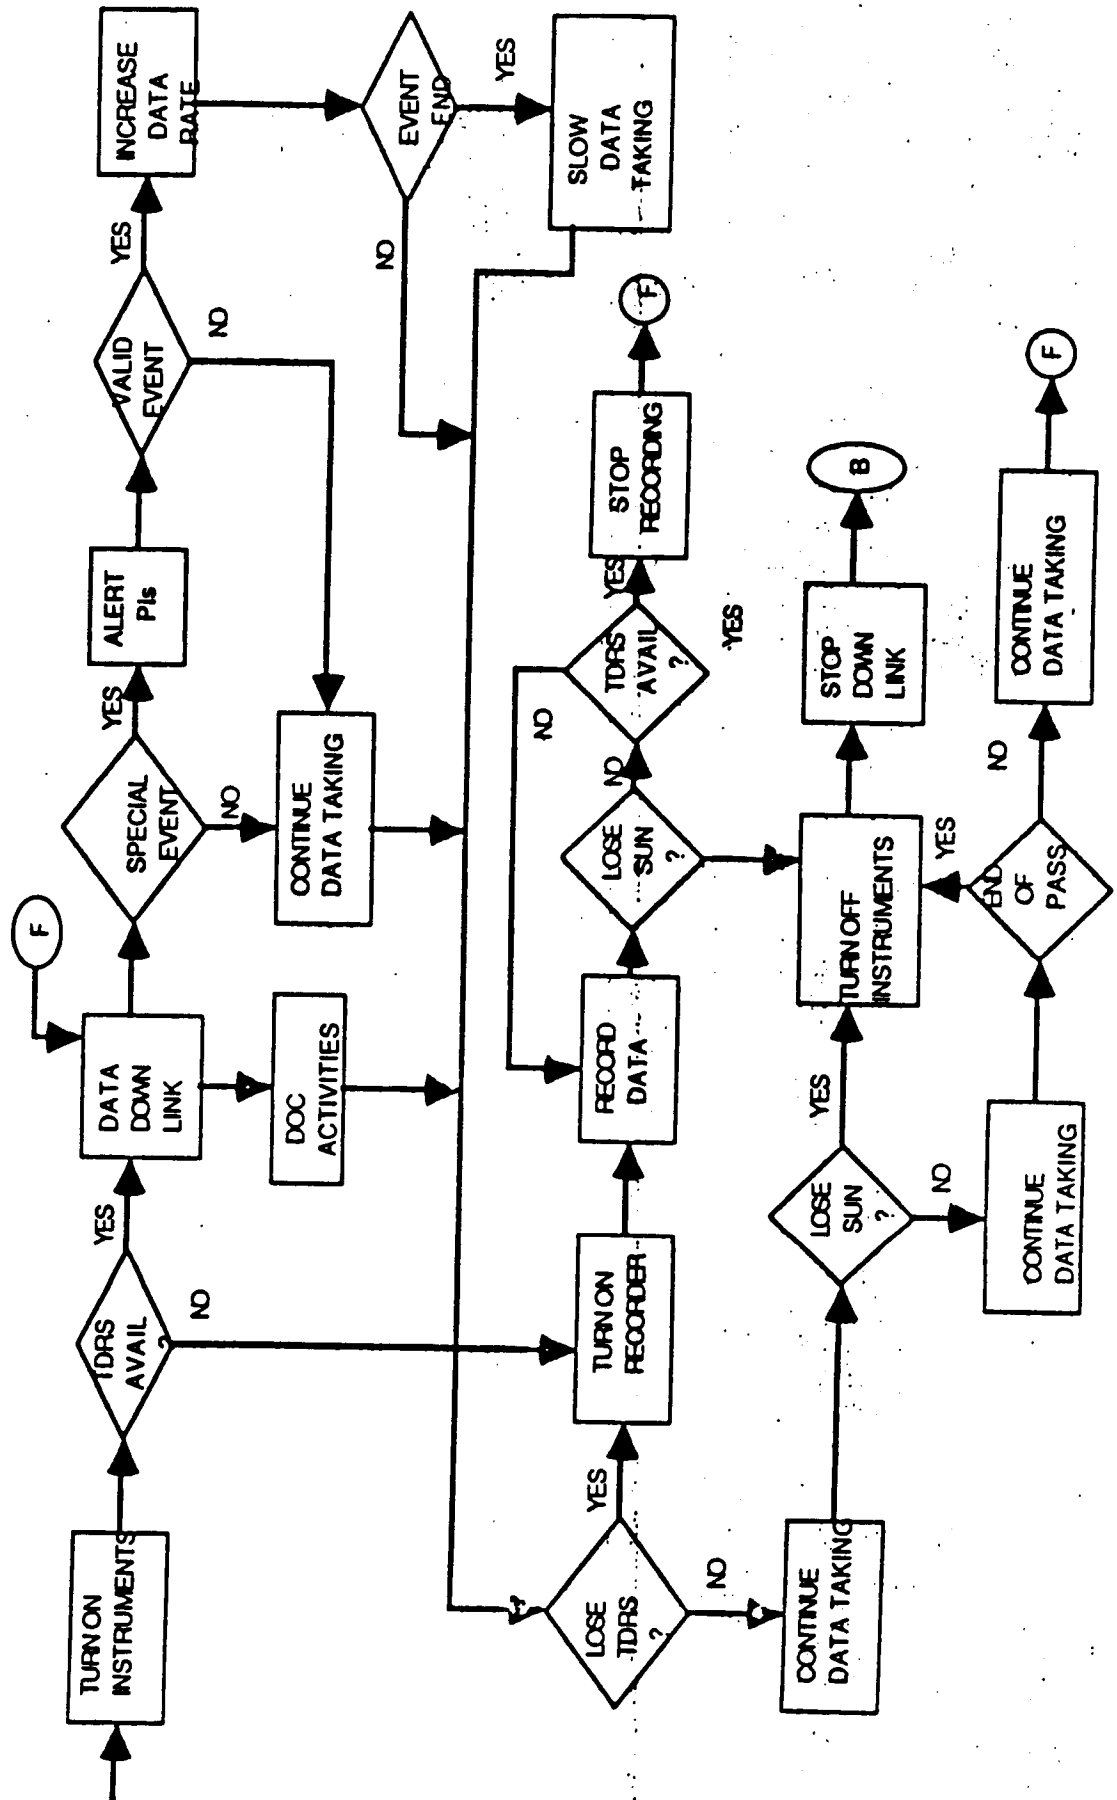 TURN ON
INSTRUMENTS
TDRS
AVAIL
?
YES
NO
DATA
DOWN
LINK
F
DOC
ACTIVITIES
SPECIAL
EVENT
YES
NO
CONTINUE
DATA TAKING
ALERT
PIs
VALID
EVENT
YES
NO
INCREASE
DATA
RATE
EVENT
END
NO
YES
SLOW
DATA
TAKING
LOSE
TDRS
?
YES
NO
TURN ON
RECORDER
RECORD
DATA
LOSE
SUN
?
NO
YES
TDRS
AVAIL
?
NO
YES
STOP
RECORDING
F
CONTINUE
DATA TAKING
LOSE
SUN
?
YES
NO
TURN OFF
INSTRUMENTS
STOP
DOWN
LINK
B
CONTINUE
DATA TAKING
END
OF
PASS
YES
NO
CONTINUE
DATA TAKING
F